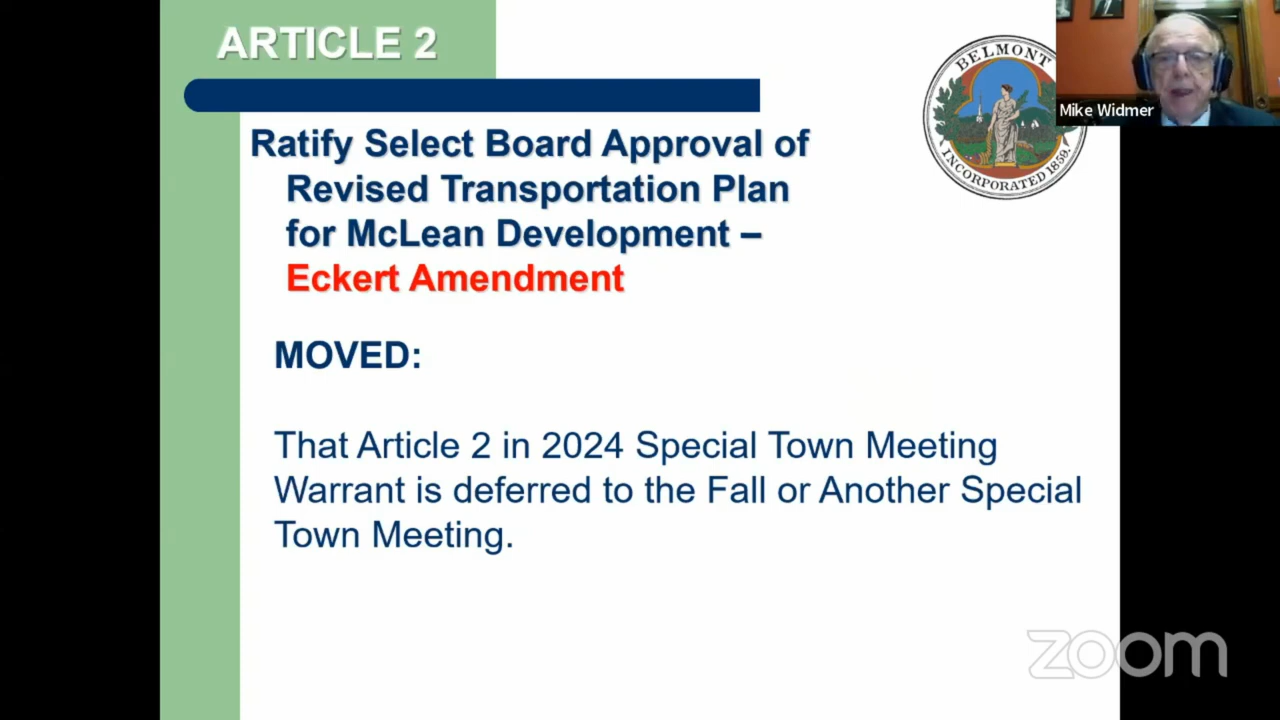 ARTICLE 2
BELMONT
INCORPORATED 1859.
Mike Widmer
Ratify Select Board Approval of
Revised Transportation Plan
for McLean Development –
Eckert Amendment
MOVED:
That Article 2 in 2024 Special Town Meeting
Warrant is deferred to the Fall or Another Special
Town Meeting.
zoom